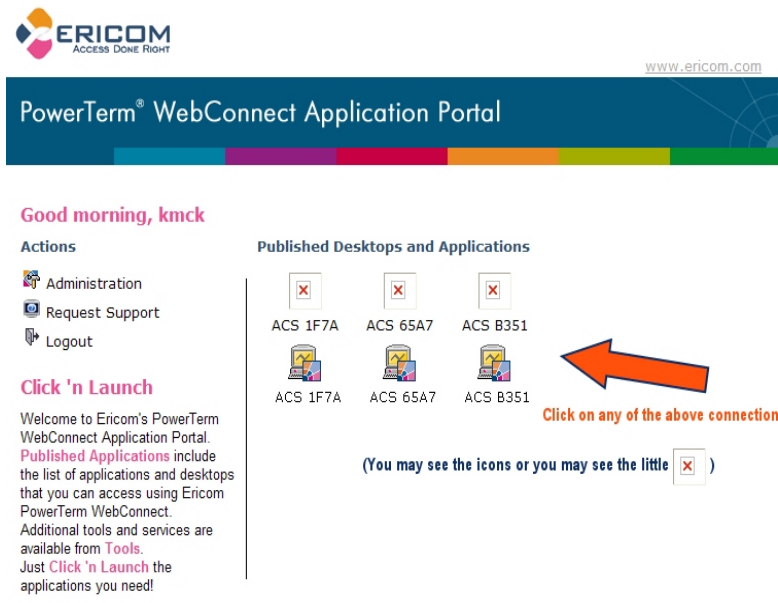 ERICOM
ACCESS DONE RIGHT
www.ericom.com
PowerTerm® WebConnect Application Portal
Good morning, kmck
Actions
Administration
Request Support
Logout
Click 'n Launch
Welcome to Ericom's PowerTerm
WebConnect Application Portal.
Published Applications include
the list of applications and desktops
that you can access using Ericom
PowerTerm WebConnect.
Additional tools and services are
available from Tools.
Just Click 'n Launch the
applications you need!
Published Desktops and Applications
ACS 1F7A ACS 65A7 ACS B351
ACS 1F7A ACS 65A7 ACS B351
Click on any of the above connection
(You may see the icons or you may see the little )